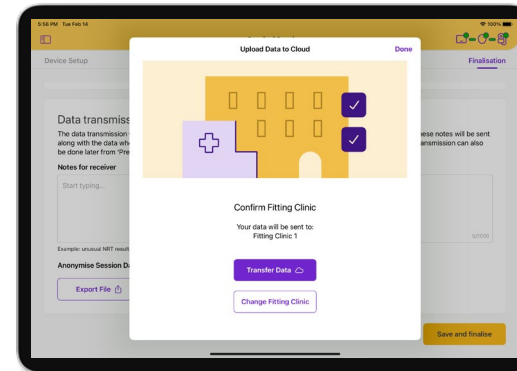 5:56 PM Tue Feb 14
100%
Upload Data to Cloud
Done
Device Setup
Finalisation
Data transmiss
The data transmission
ese notes will be sent
along with the data wh
ansmission can also
be done later from 'Pre
Notes for receiver
Start typing...
Confirm Fitting Clinic
Your data will be sent to:
Fitting Clinic 1
Example: unusual NRT result
Anonymise Session Da
Transfer Data
Export File
Change Fitting Clinic
Save and finalise